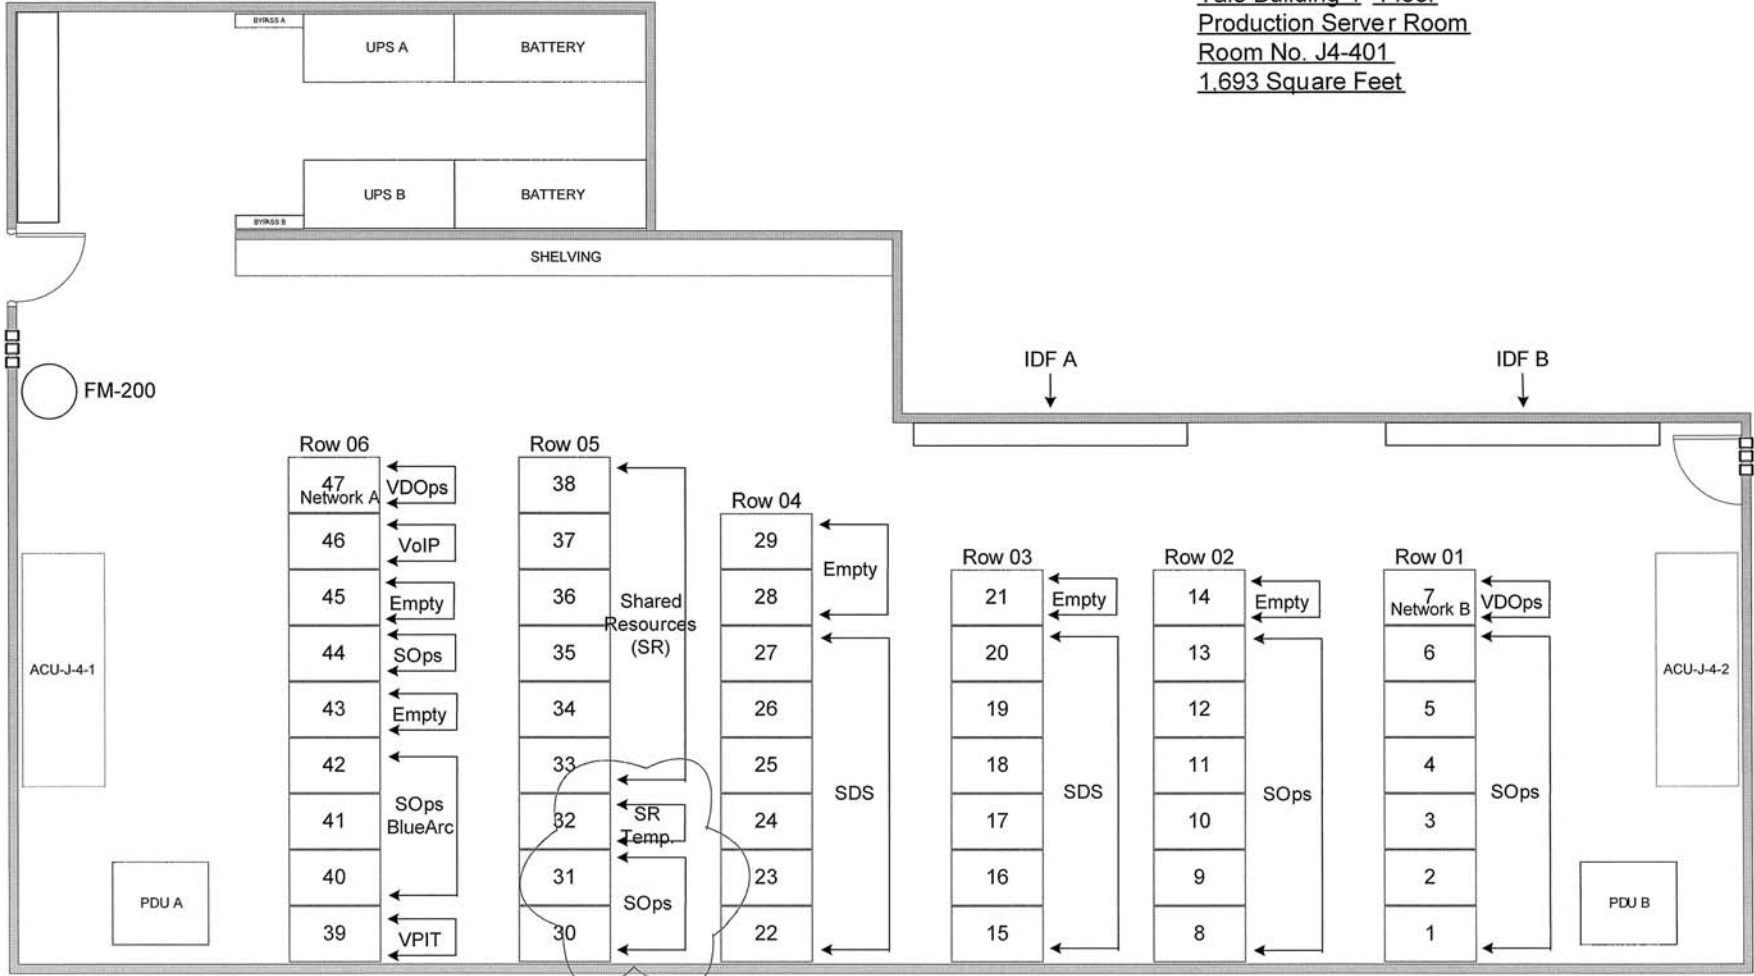 Production Server Room
Room No. J4-401
1,693 Square Feet
BYPASS A
UPS A
BATTERY
UPS B
BATTERY
BYPASS B
SHELVING
IDF A
IDF B
FM-200
Row 06
47
Network A
VDOps
46
VoIP
45
Empty
44
SOps
43
Empty
42
41
40
SOps
BlueArc
39
VPIT
Row 05
38
37
36
35
34
33
Shared
Resources
(SR)
32
SR
Temp.
31
30
SOps
Row 04
29
28
Empty
27
26
25
24
23
22
SDS
Row 03
21
Empty
20
19
18
17
16
15
SDS
Row 02
14
Empty
13
12
11
10
9
8
SOps
Row 01
7
Network B
VDOps
6
5
4
3
2
1
SOps
ACU-J-4-1
ACU-J-4-2
PDU A
PDU B